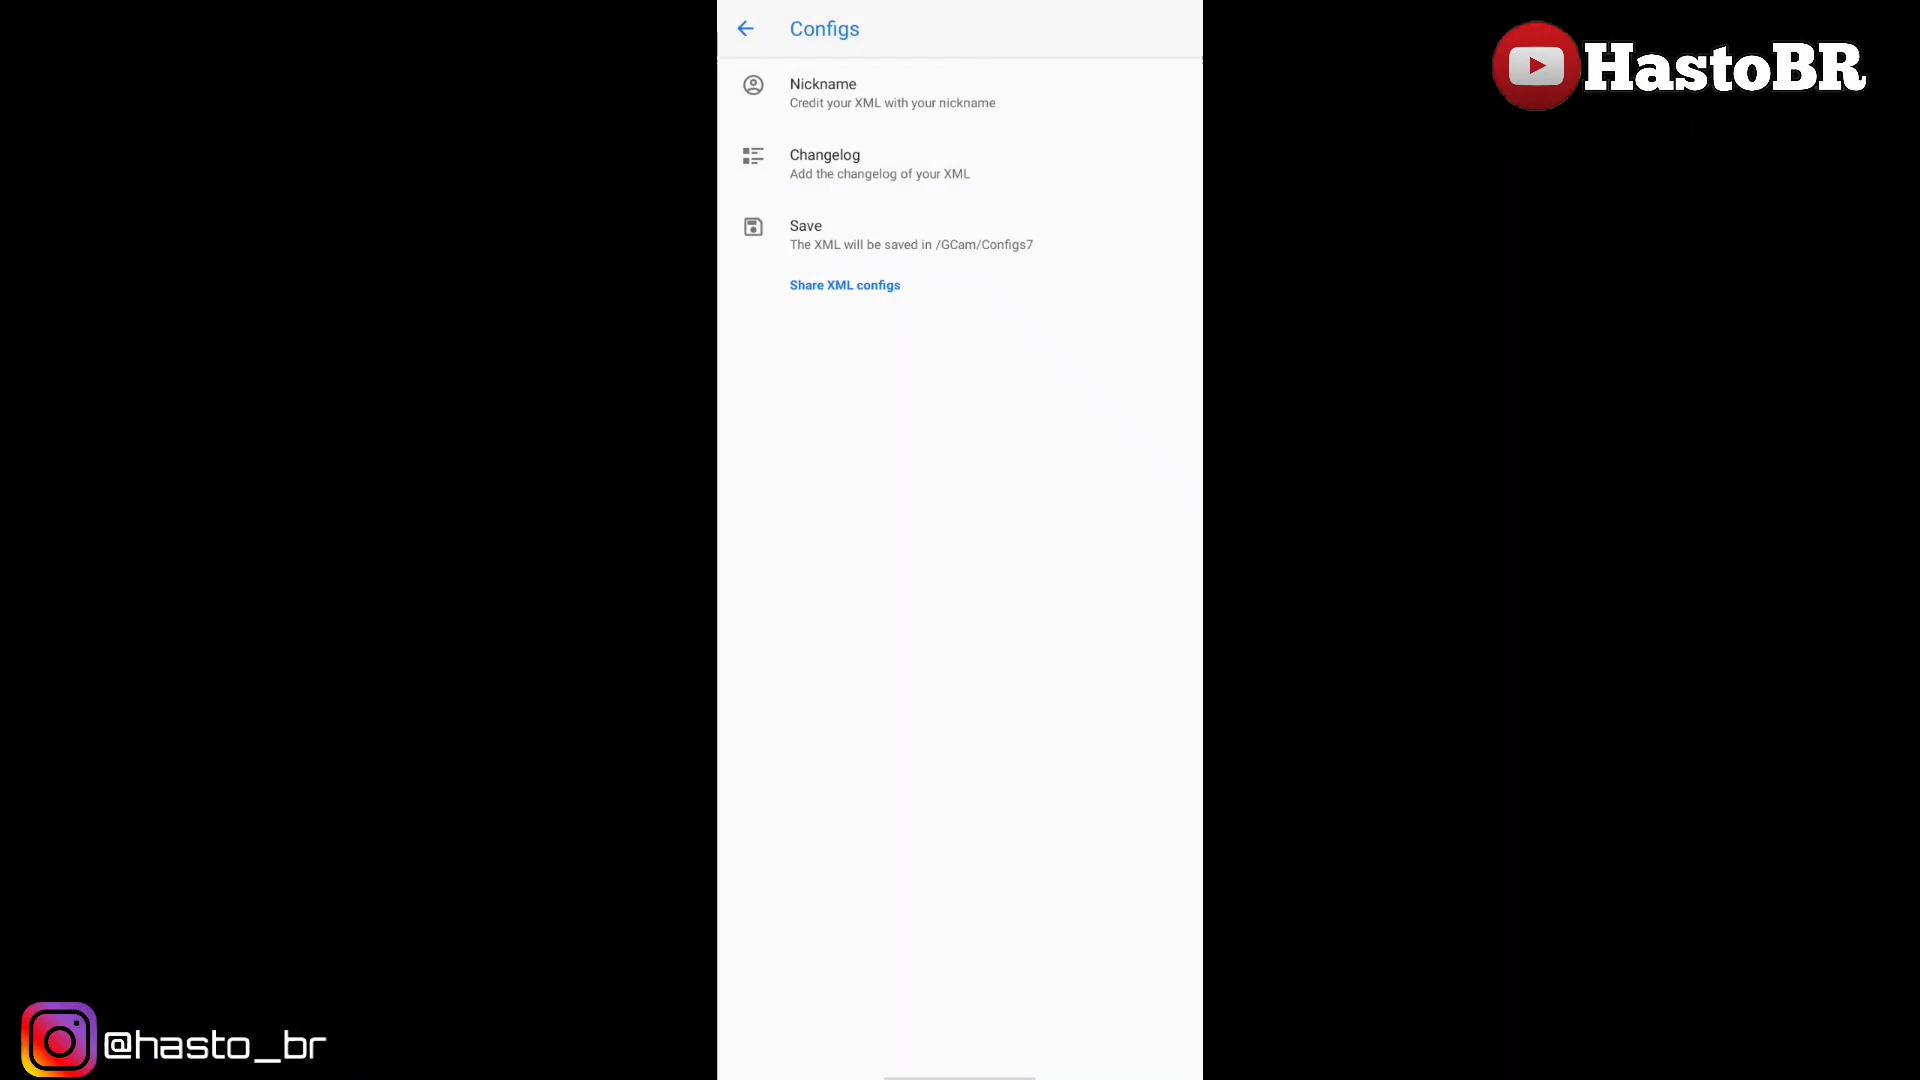 Configs
HastoBR
Nickname
Credit your XML with your nickname
Changelog
Add the changelog of your XML
Save
The XML will be saved in /GCam/Configs7
Share XML configs
@hasto_br